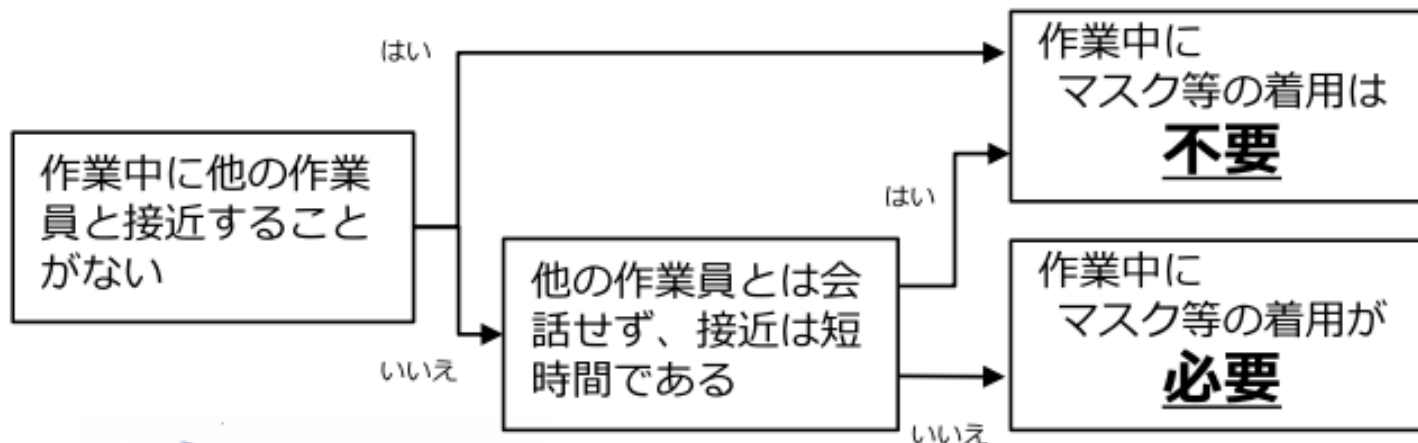 はい
作業中に
マスク等の着用は
不要
作業中に他の作業
員と接近すること
がない
はい
他の作業員とは会
話せず、接近は短
時間である
いいえ
作業中に
マスク等の着用が
必要
いいえ